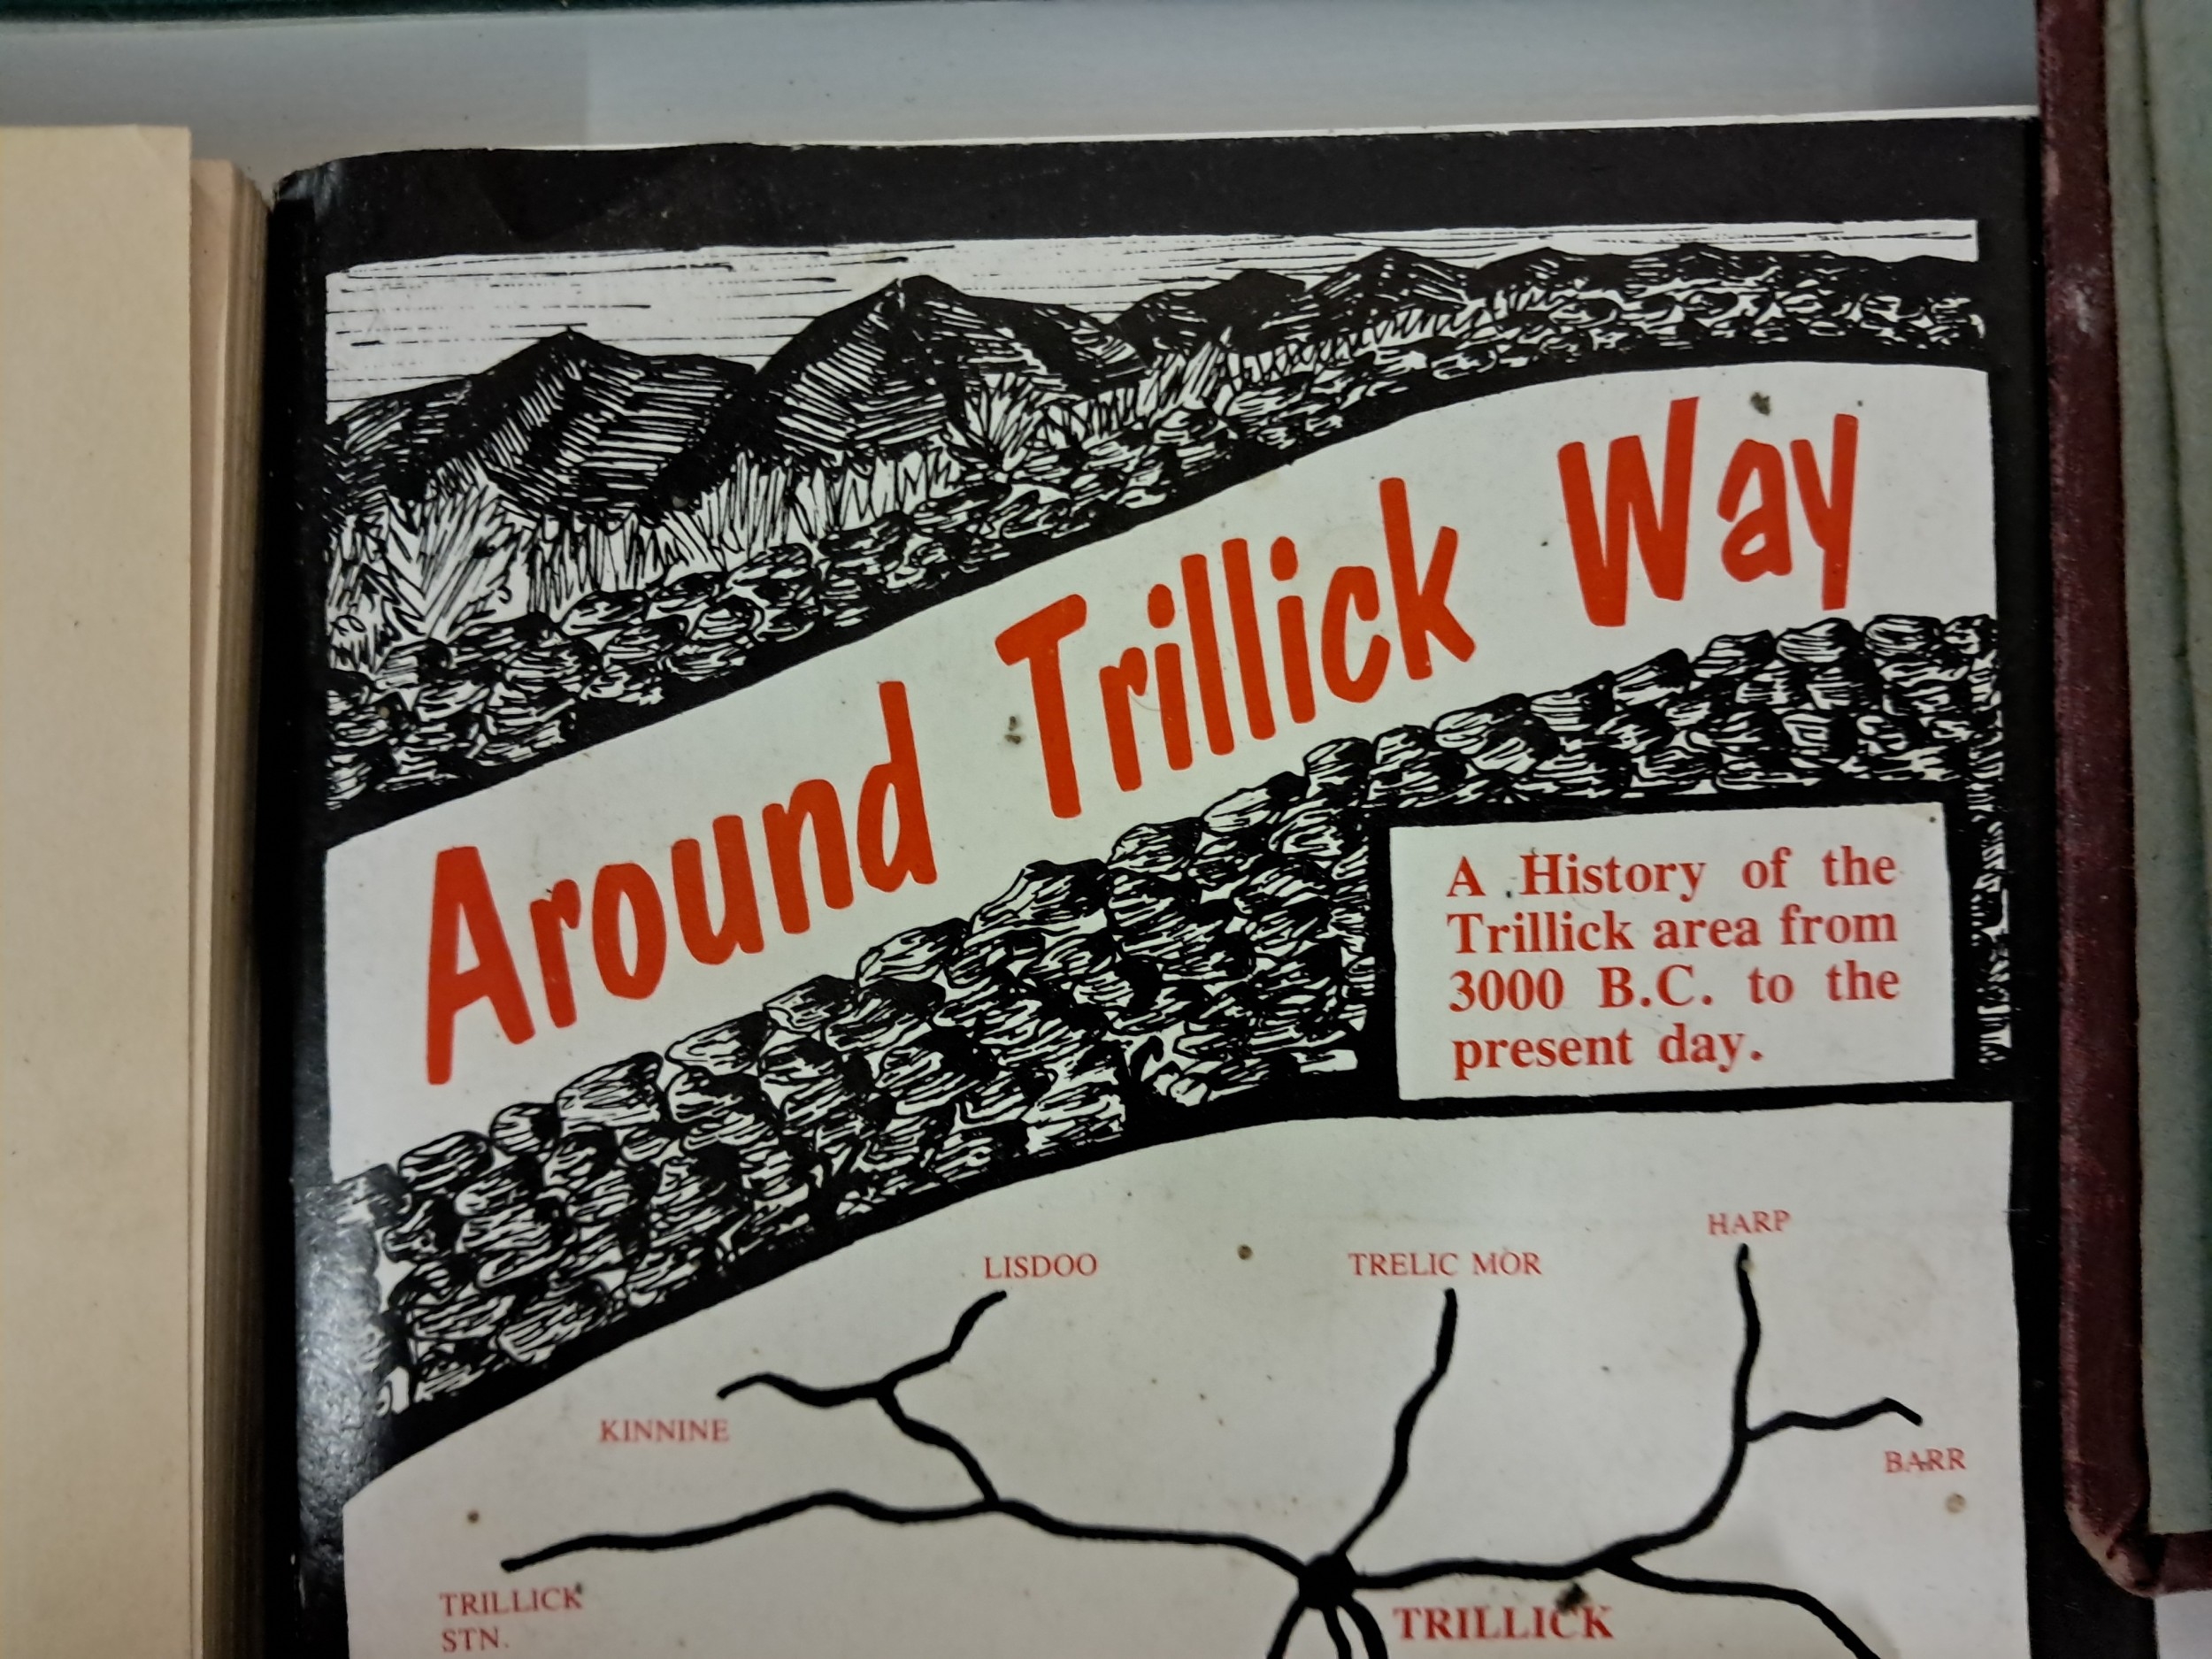 Around Trillick Way
A History of the
Trillick area from
3000 B.C. to the
present day.
HARP
LISDOO
TRELIC MOR
KINNINE
BARR
TRILLICK
STN.
TRILLICK